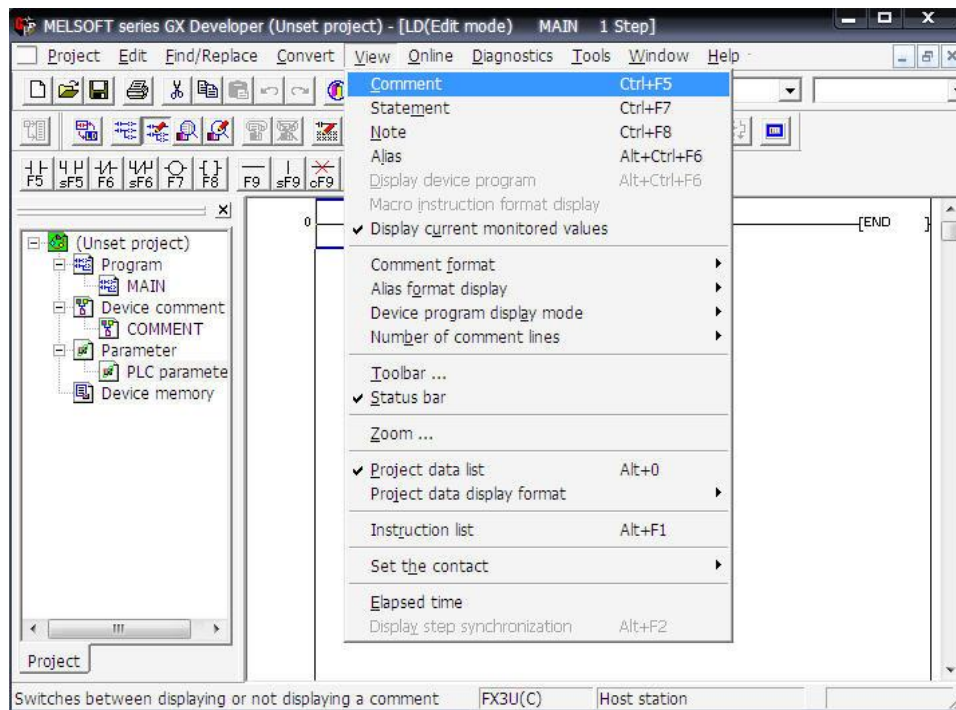 MELSOFT series GX Developer (Unset project) - [LD(Edit mode) MAIN 1 Step]
Project Edit Find/Replace Convert View Online Diagnostics Tools Window Help
F5 sF5 F6 sF6 F7 F8 F9 sF9 cF9
Comment Ctrl+F5
Statement Ctrl+F7
Note Ctrl+F8
Alias Alt+Ctrl+F6
Display device program Alt+Ctrl+F6
Macro instruction format display
Display current monitored values
Comment format
Alias format display
Device program display mode
Number of comment lines
Toolbar ...
Status bar
Zoom ...
Project data list Alt+0
Project data display format
Instruction list Alt+F1
Set the contact
Elapsed time
Display step synchronization Alt+F2
(Unset project)
Program
MAIN
Device comment
COMMENT
Parameter
PLC paramete
Device memory
Project
0
[END ]
Switches between displaying or not displaying a comment FX3U(C) Host station